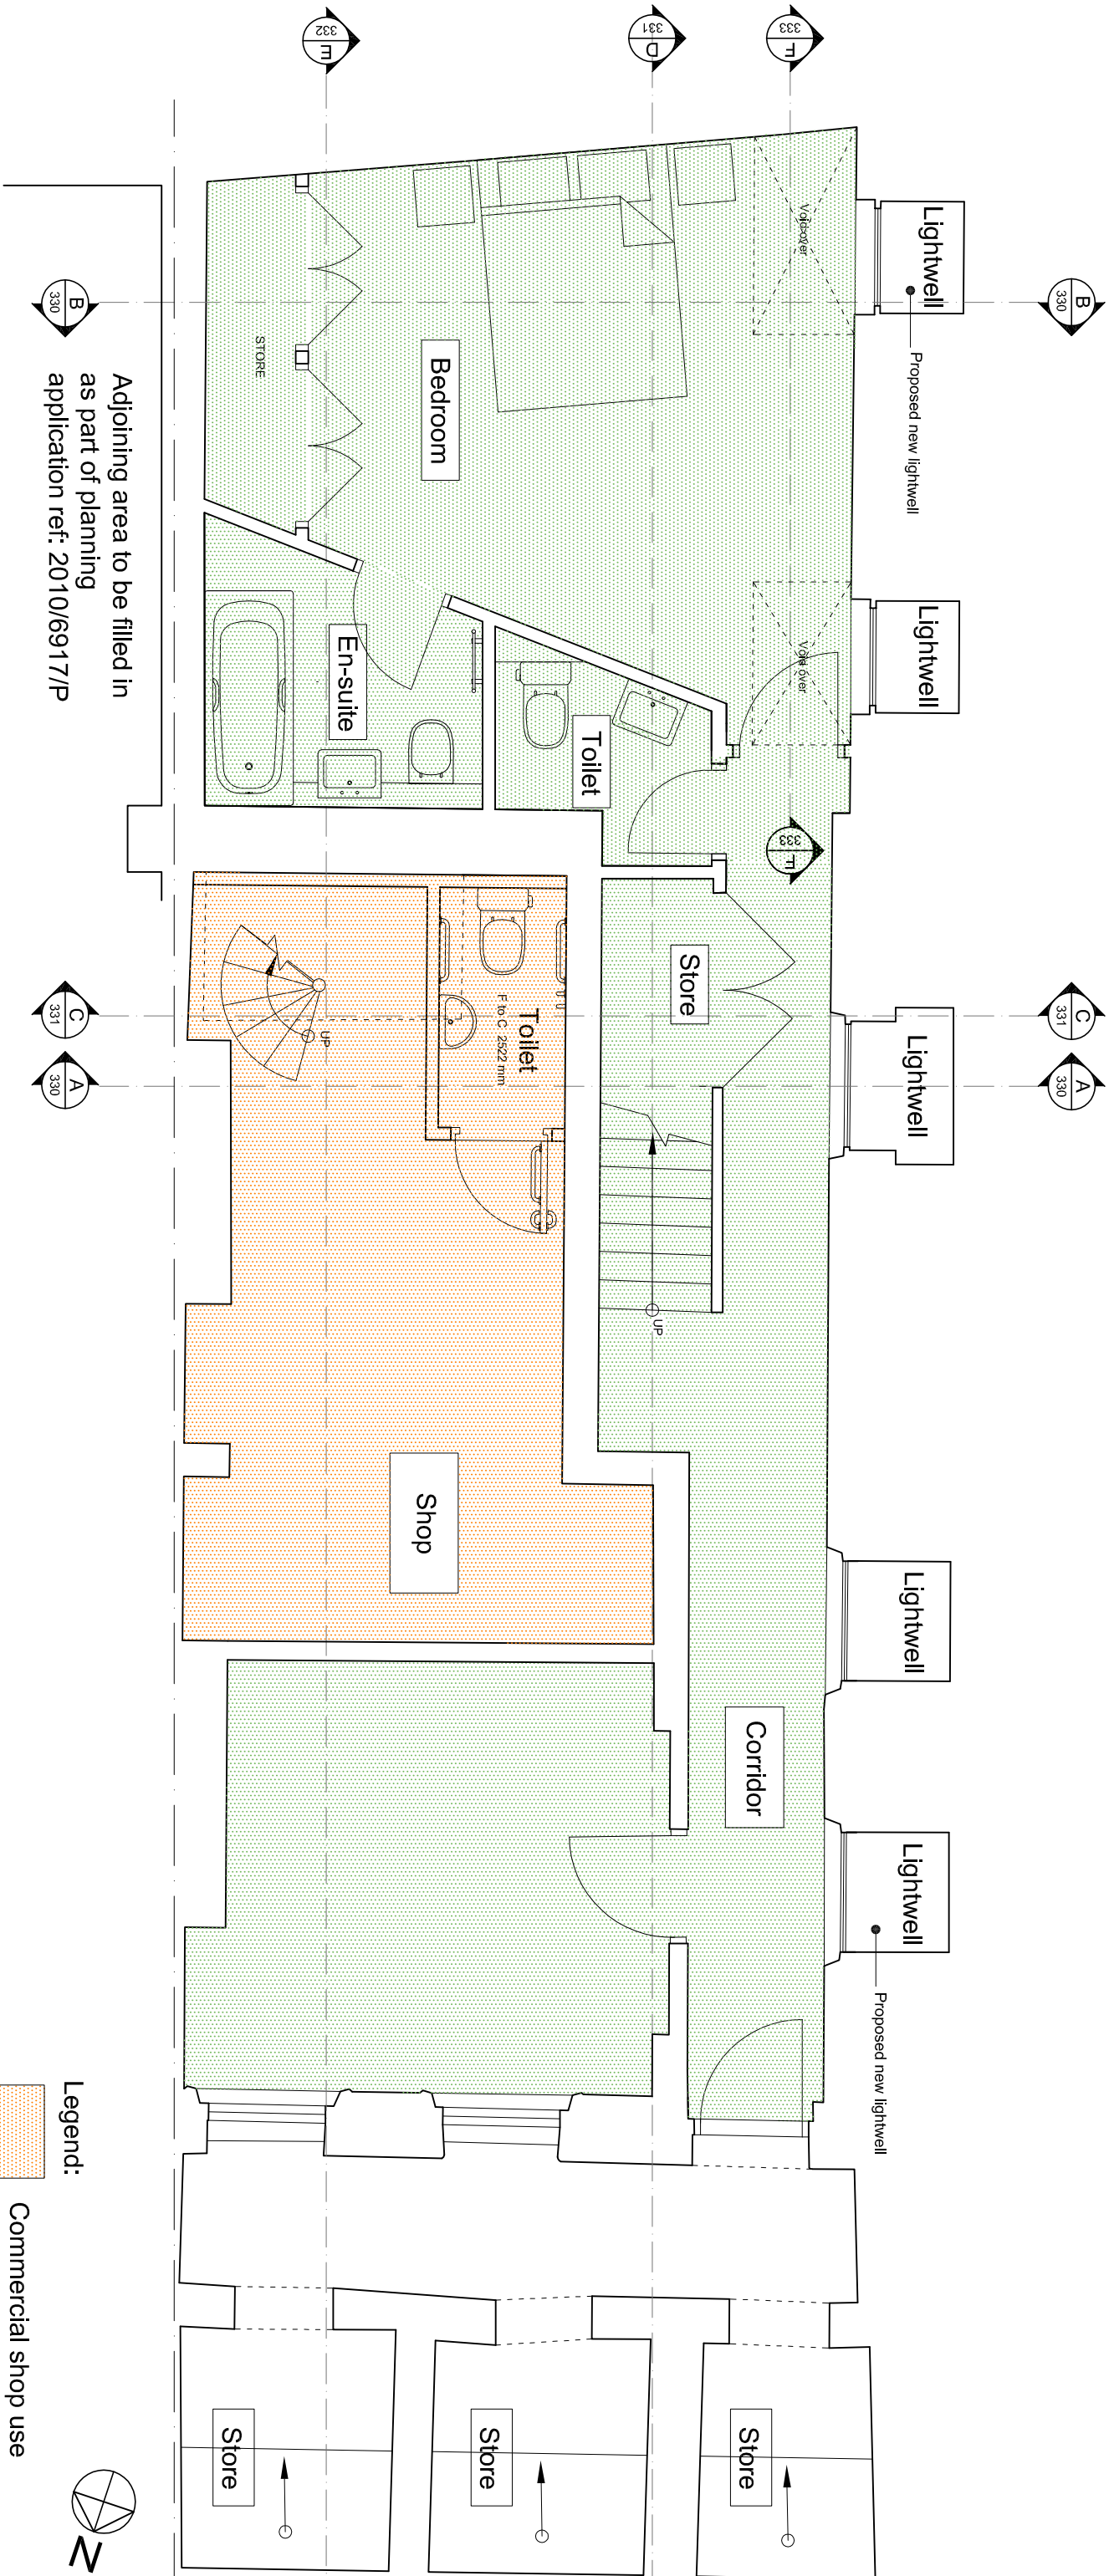 Lightwell
Proposed new lightwell
Lightwell
Lightwell
Lightwell
Lightwell
Proposed new lightwell
B
330
C
331
A
330
F
333
D
331
E
332
Void over
Void over
Bedroom
STORE
En-suite
Toilet
F
333
Store
UP
Toilet
F to C 2522 mm
UP
Shop
Corridor
Store
Store
Store
B
330
C
331
A
330
Adjoining area to be filled in
as part of planning
application ref: 2010/6917/P
Legend:
Commercial shop use
N